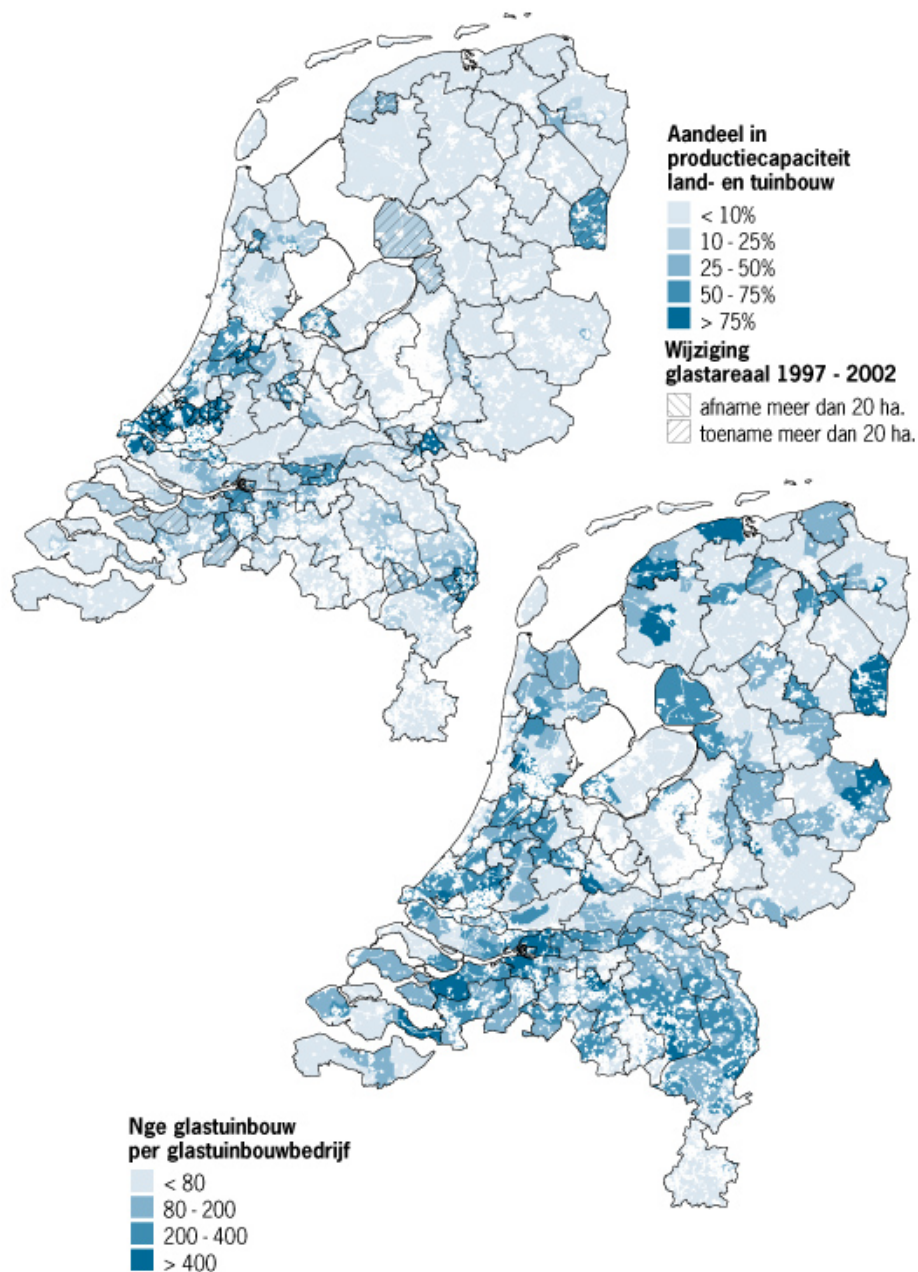 Aandeel in
productiecapaciteit
land- en tuinbouw
< 10%
10 - 25%
25 - 50%
50 - 75%
> 75%
Wijziging
glastareaal 1997 - 2002
afname meer dan 20 ha.
toename meer dan 20 ha.
Nge glastuinbouw
per glastuinbouwbedrijf
< 80
80 - 200
200 - 400
> 400